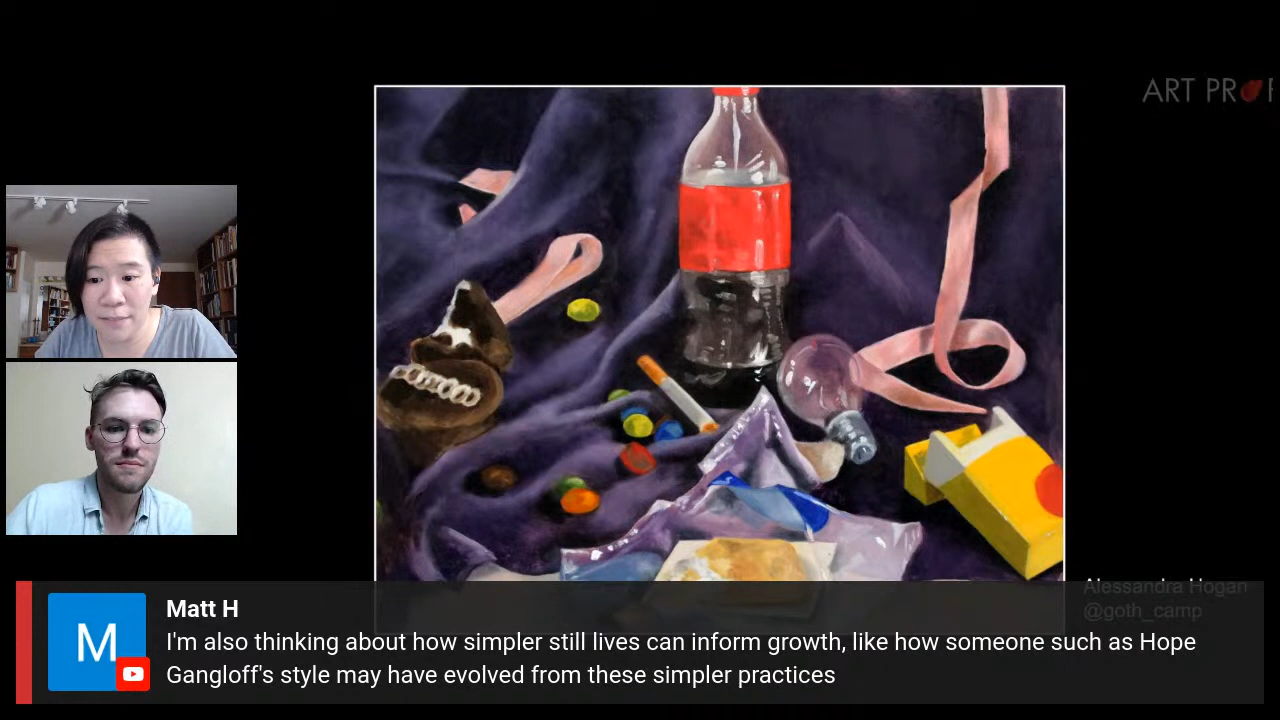 ART PROF
Alessandra Hogan
@goth_camp
M
Matt H
I'm also thinking about how simpler still lives can inform growth, like how someone such as Hope
Gangloff's style may have evolved from these simpler practices